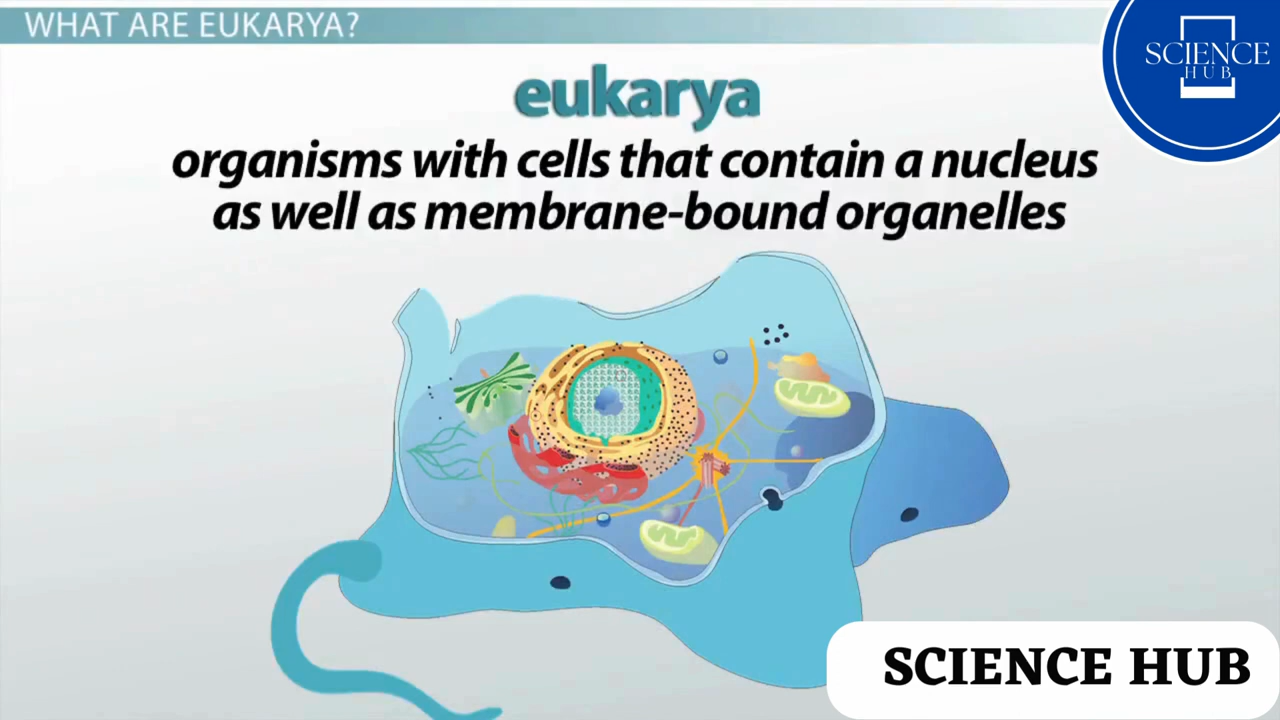 WHAT ARE EUKARYA?
SCIENCE
HUB
eukarya
organisms with cells that contain a nucleus
as well as membrane-bound organelles
SCIENCE HUB